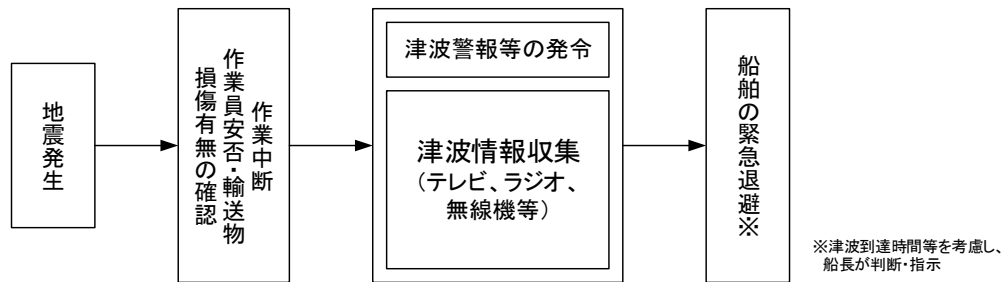 地震発生
作業中断
作業員安否・輸送物
損傷有無の確認
津波警報等の発令
津波情報収集
(テレビ、ラジオ、
無線機等)
船舶の緊急退避※
※津波到達時間等を考慮し、
船長が判断・指示